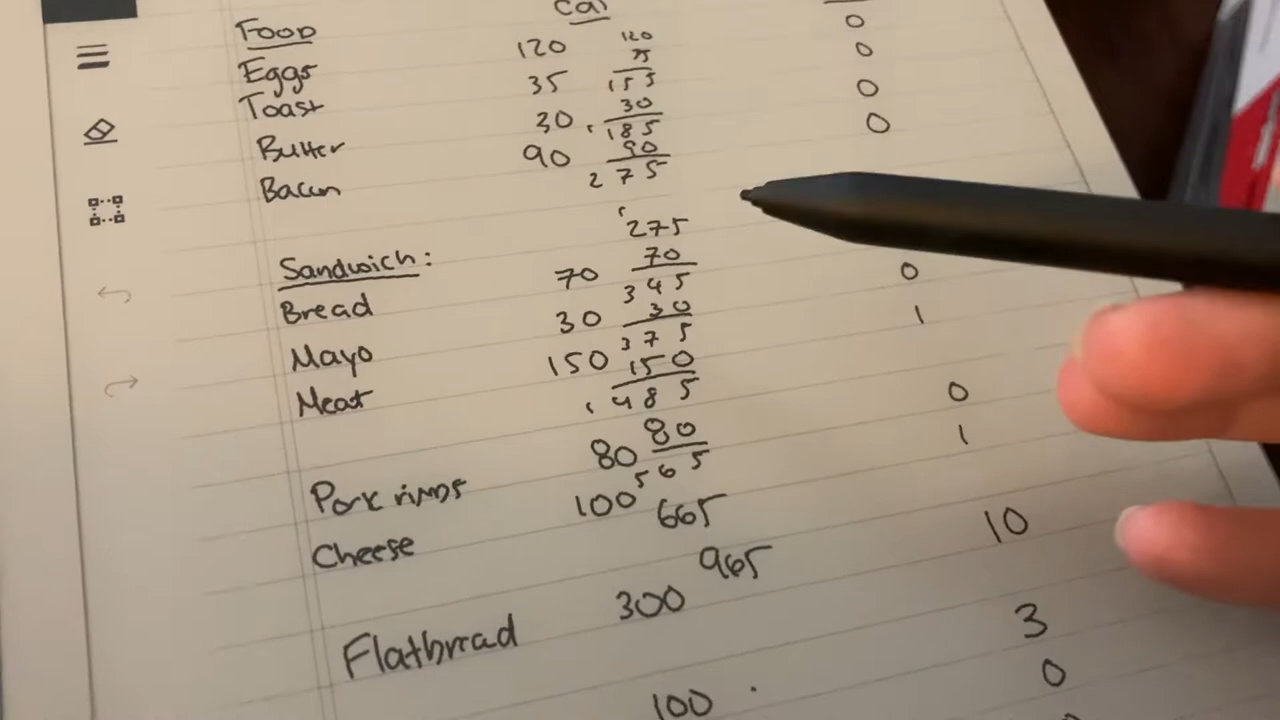 Cal
Food
Eggs 120 120 0
35
Toast 35 155 0
30
Butter 30 185 0
90
Bacon 90 275 0
275
Sandwich: 70
Bread 70 345 0
30
Mayo 30 375 1
150
Meat 150 485 0
80
Pork rinds 80 565 1
Cheese 100 665
Flatbread 300 965 10
3
100 0